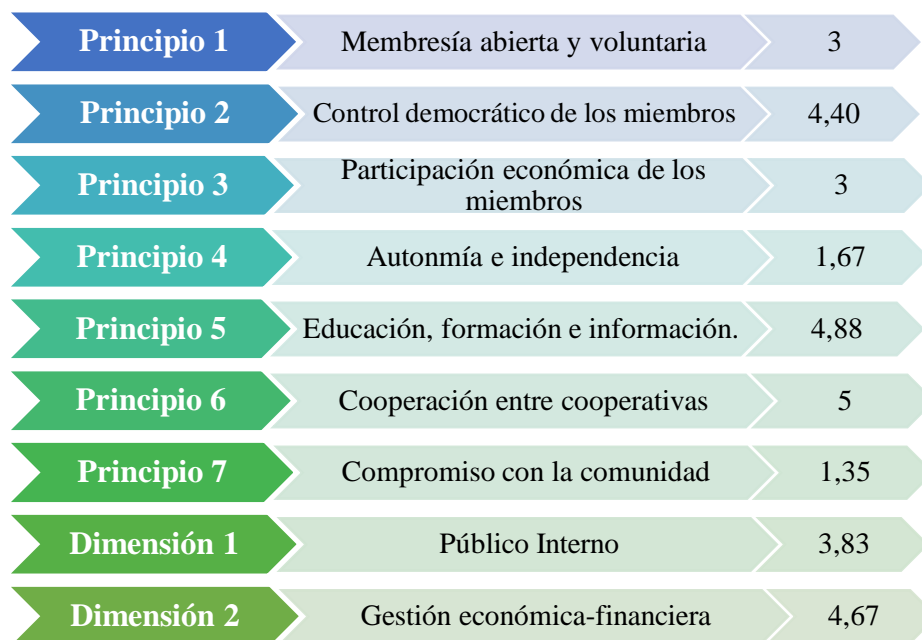 Principio 1 Membresía abierta y voluntaria 3
Principio 2 Control democrático de los miembros 4,40
Principio 3 Participación económica de los
miembros 3
Principio 4 Autonmía e independencia 1,67
Principio 5 Educación, formación e información. 4,88
Principio 6 Cooperación entre cooperativas 5
Principio 7 Compromiso con la comunidad 1,35
Dimensión 1 Público Interno 3,83
Dimensión 2 Gestión económica-financiera 4,67